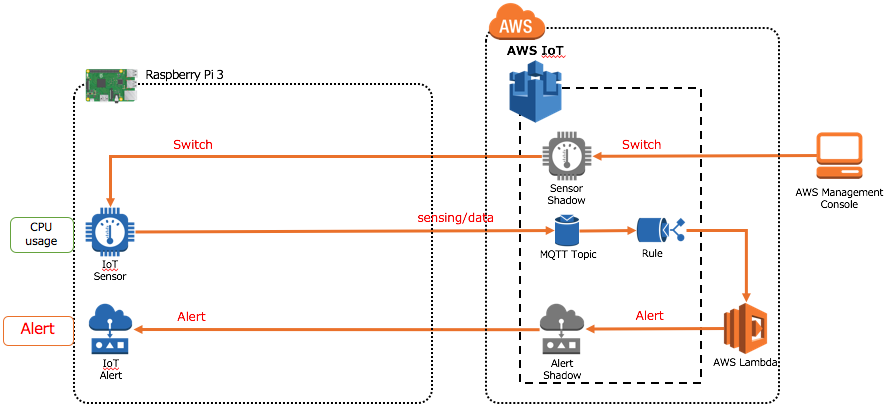 AWS
AWS IoT
Raspberry Pi 3
Switch
Switch
Sensor
Shadow
AWS Management
Console
sensing/data
CPU
usage
MQTT Topic
Rule
IoT
Sensor
Alert
Alert
Alert
IoT
Alert
Alert
Shadow
AWS Lambda